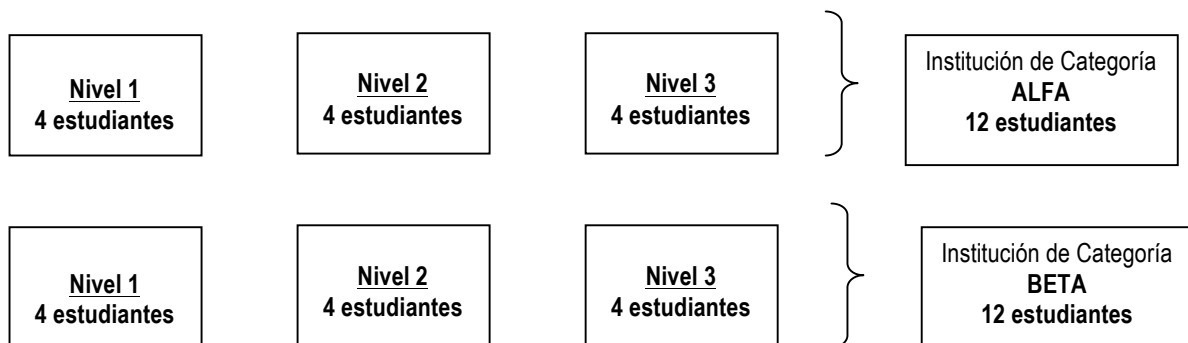 Nivel 1
4 estudiantes
Nivel 2
4 estudiantes
Nivel 3
4 estudiantes
Institución de Categoría
ALFA
12 estudiantes
Nivel 1
4 estudiantes
Nivel 2
4 estudiantes
Nivel 3
4 estudiantes
Institución de Categoría
BETA
12 estudiantes